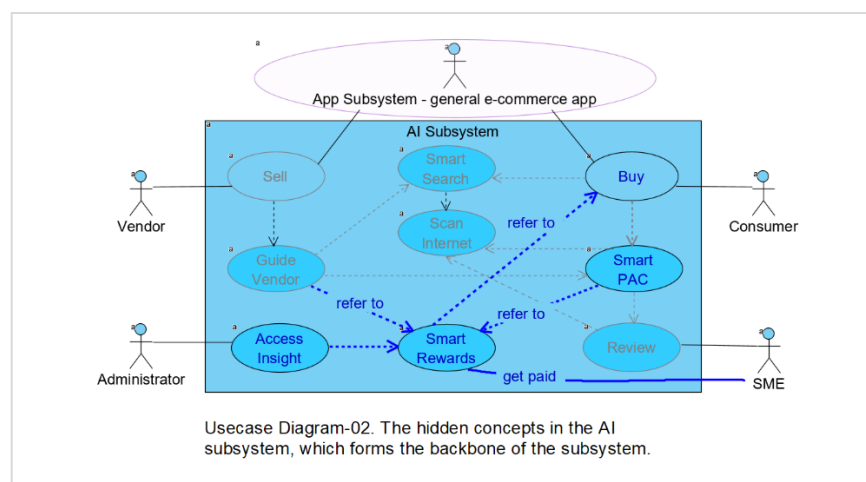 a
a
App Subsystem - general e-commerce app
a
AI Subsystem
a
Sell
a
Smart
Search
a
Buy
a
Vendor
a
Consumer
refer to
a
Scan
Internet
a
Guide
Vendor
a
Smart
PAC
refer to
refer to
a
Administrator
a
Access
Insight
a
Smart
Rewards
a
Review
a
SME
get paid
Usecase Diagram-02. The hidden concepts in the AI
subsystem, which forms the backbone of the subsystem.